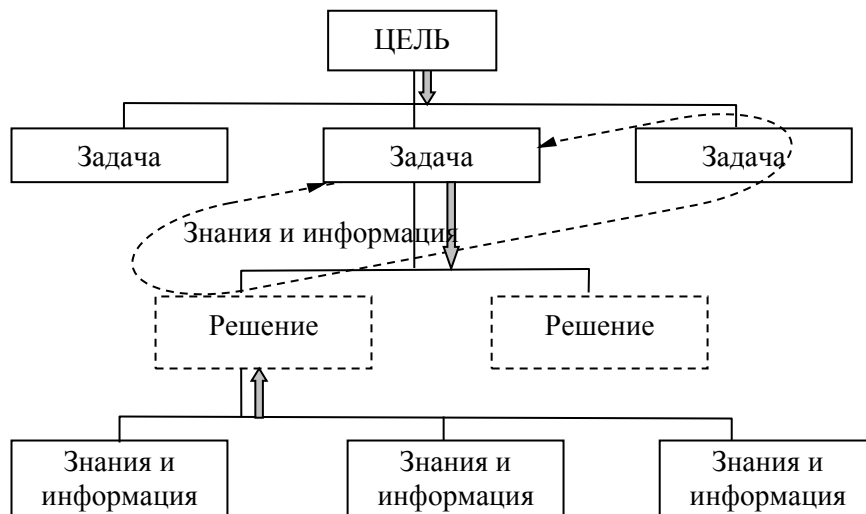 ЦЕЛЬ
Задача
Задача
Задача
Знания и информация
Решение
Решение
Знания и
информация
Знания и
информация
Знания и
информация